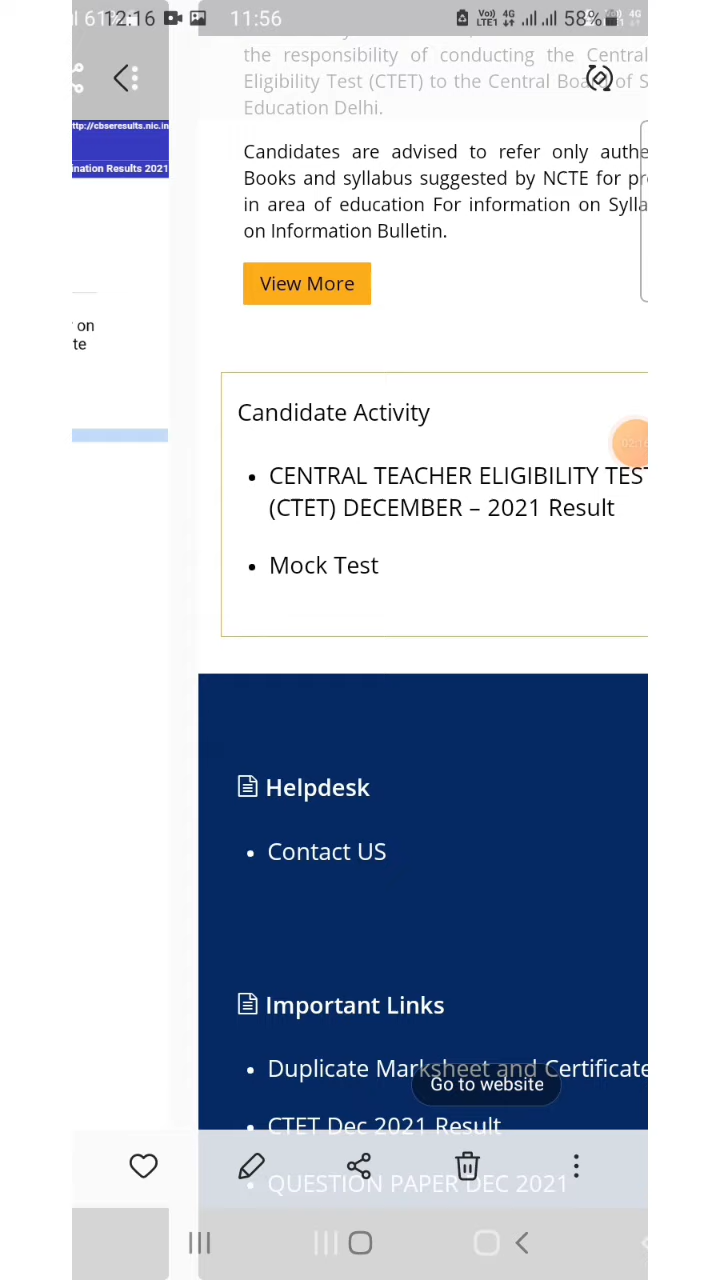 12:16
11:56
58%
the responsibility of conducting the Central
Eligibility Test (CTET) to the Central Boa of S
Education Delhi.
ttp://cbseresults.nic.in
ination Results 2021
Candidates are advised to refer only authe
Books and syllabus suggested by NCTE for pr
in area of education For information on Sylla
on Information Bulletin.
View More
on
te
Candidate Activity
• CENTRAL TEACHER ELIGIBILITY TEST
(CTET) DECEMBER – 2021 Result
• Mock Test
Helpdesk
• Contact US
Important Links
• Duplicate Marksheet and Certificate
Go to website
• CTET Dec 2021 Result
• QUESTION PAPER DEC 2021